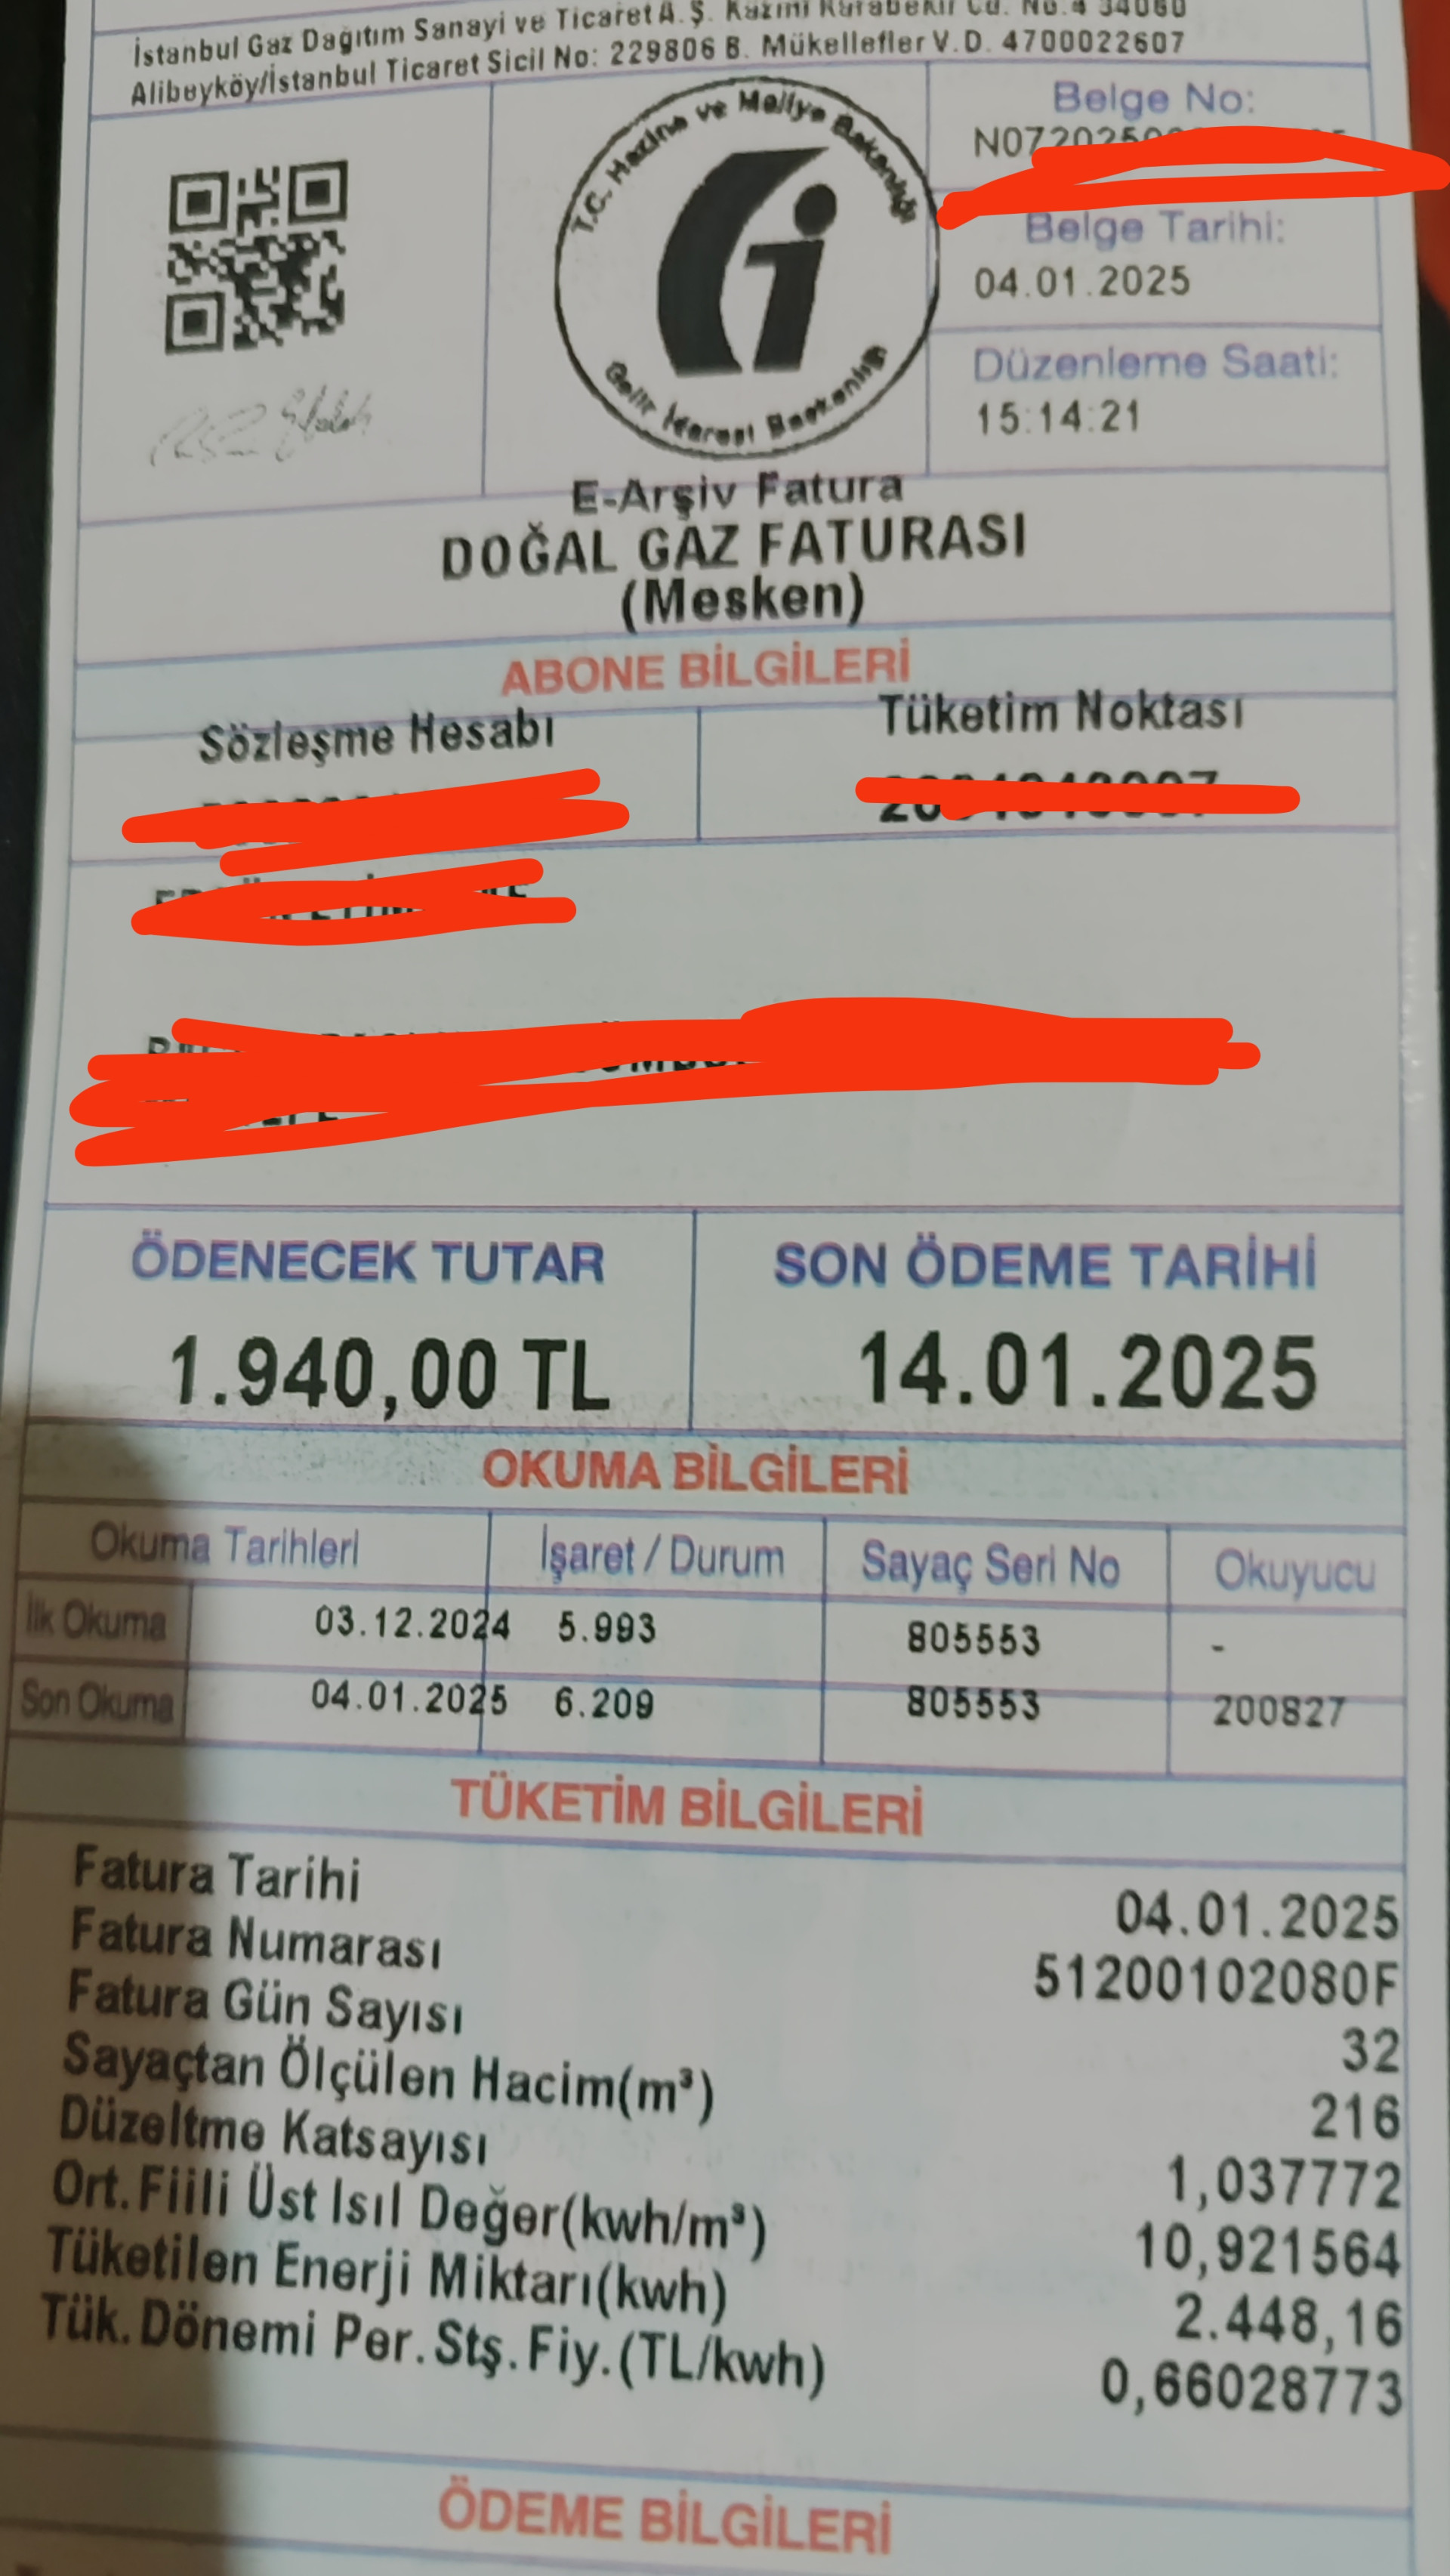 İstanbul Gaz Dağıtım Sanayi ve Ticaret A. Ş. Kazım Karabekir Cd. No.4 34060
Alibeyköy/İstanbul Ticaret Sicil No: 229806 B. Mükellefler V.D. 4700022607
T.C. Hazine ve Maliye Bakanlığı
Gelir İdaresi Başkanlığı
Belge No:
Belge Tarihi:
04.01.2025
Düzenleme Saati:
15:14:21
E-Arşiv Fatura
DOĞAL GAZ FATURASI
(Mesken)
ABONE BİLGİLERİ
Sözleşme Hesabı Tüketim Noktası
ÖDENECEK TUTAR SON ÖDEME TARİHİ
1.940,00 TL 14.01.2025
OKUMA BİLGİLERİ
Okuma Tarihleri İşaret / Durum Sayaç Seri No Okuyucu
İlk Okuma 03.12.2024 5.993 805553 -
Son Okuma 04.01.2025 6.209 805553 200827
TÜKETİM BİLGİLERİ
Fatura Tarihi 04.01.2025
Fatura Numarası 51200102080F
Fatura Gün Sayısı 32
Sayaçtan Ölçülen Hacim(m³) 216
Düzeltme Katsayısı 1,037772
Ort.Fiili Üst Isıl Değer(kwh/m³) 10,921564
Tüketilen Enerji Miktarı(kwh) 2.448,16
Tük.Dönemi Per.Stş.Fiy.(TL/kwh) 0,66028773
ÖDEME BİLGİLERİ